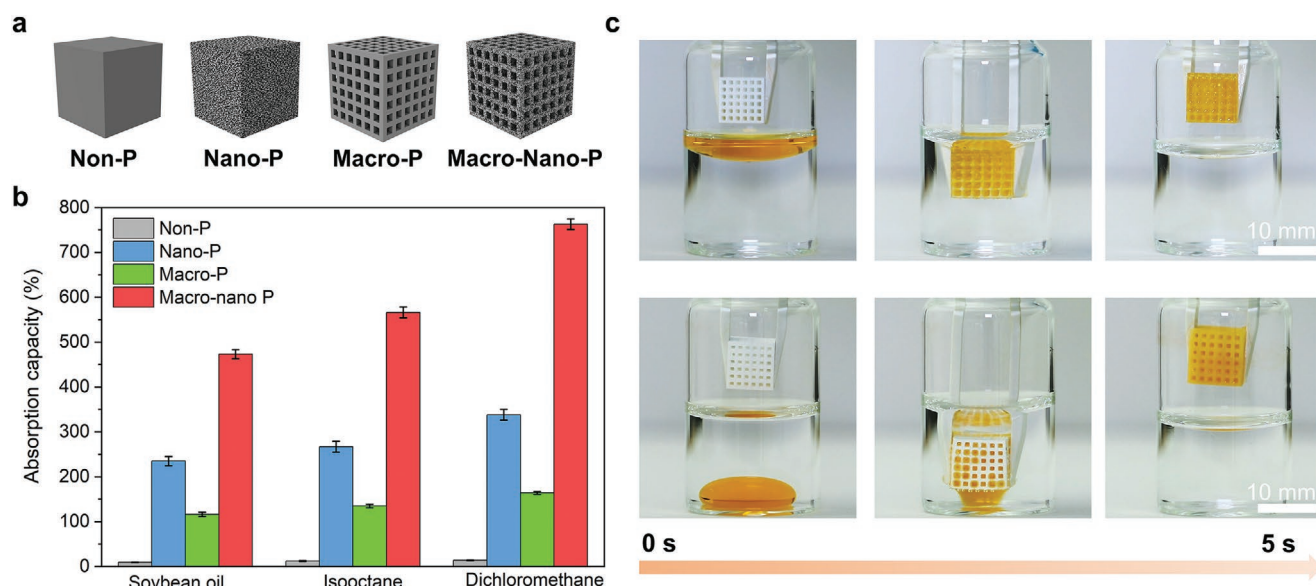 a
Non-P
Nano-P
Macro-P
Macro-Nano-P
b
Absorption capacity (%)
800
700
600
500
400
300
200
100
0
Non-P
Nano-P
Macro-P
Macro-nano P
Soybean oil
Isooctane
Dichloromethane
c
10 mm
10 mm
0 s
5 s